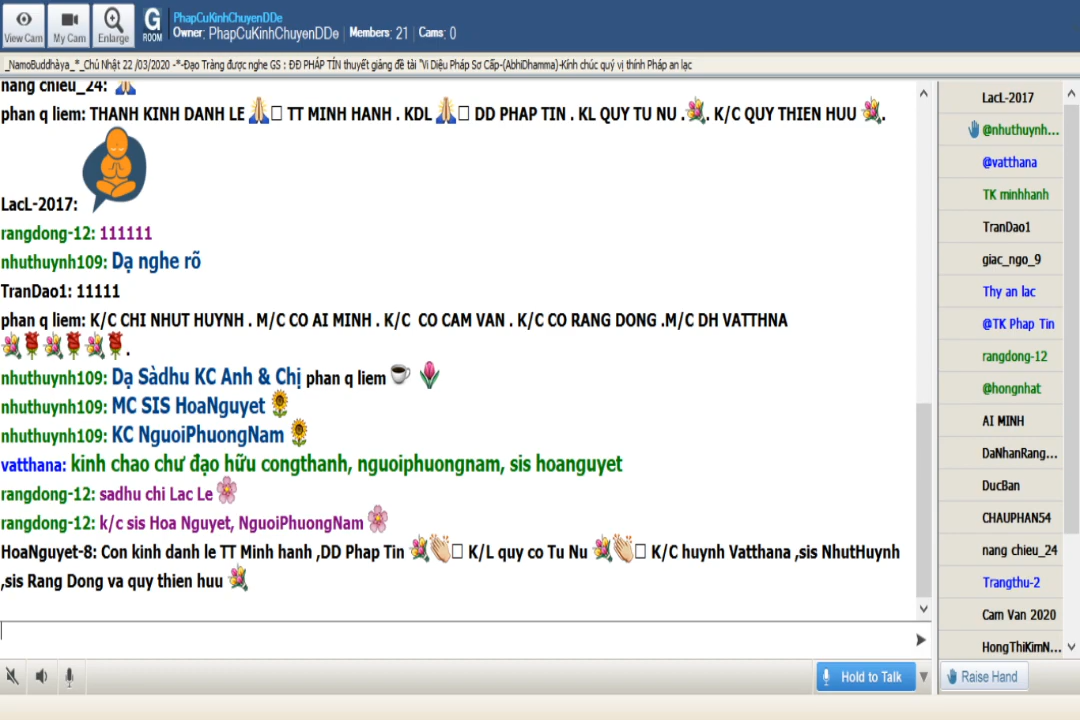 View Cam
My Cam
Enlarge
G
ROOM
PhapCuKinhChuyenDDe
Owner: PhapCuKinhChuyenDDe Members: 21 Cams: 0
_NamoBuddhàya_*_Chủ Nhật 22 /03/2020 -*-Đạo Tràng được nghe GS : ĐĐ PHÁP TÍN thuyết giảng đề tài "Vi Diệu Pháp Sơ Cấp-(AbhiDhamma)-Kính chúc quý vị thính Pháp an lạc
nang chieu_24: 🙏
phan q liem: THANH KINH DANH LE 🙏 TT MINH HANH . KDL 🙏 DD PHAP TIN . KL QUY TU NU .💐. K/C QUY THIEN HUU 💐.
LacL-2017:
rangdong-12: 111111
nhuthuynh109: Dạ nghe rõ
TranDao1: 11111
phan q liem: K/C CHI NHUT HUYNH . M/C CO AI MINH . K/C CO CAM VAN . K/C CO RANG DONG .M/C DH VATTHNA
💐🌹💐🌹💐🌹.
nhuthuynh109: Dạ Sàdhu KC Anh & Chị phan q liem ☕ 🌷
nhuthuynh109: MC SIS HoaNguyet 🌻
nhuthuynh109: KC NguoiPhuongNam 🌻
vatthana: kinh chao chư đạo hữu congthanh, nguoiphuongnam, sis hoanguyet
rangdong-12: sadhu chi Lac Le 🌸
rangdong-12: k/c sis Hoa Nguyet, NguoiPhuongNam 🌸
HoaNguyet-8: Con kinh danh le TT Minh hanh ,DD Phap Tin 💐👏 K/L quy co Tu Nu 💐👏 K/C huynh Vatthana ,sis NhutHuynh
,sis Rang Dong va quy thien huu 💐
LacL-2017
@nhuthuynh...
@vatthana
TK minhhanh
TranDao1
giac_ngo_9
Thy an lac
@TK Phap Tin
rangdong-12
@hongnhat
AI MINH
DaNhanRang...
DucBan
CHAUPHAN54
nang chieu_24
Trangthu-2
Cam Van 2020
HongThiKimN...
Hold to Talk
Raise Hand